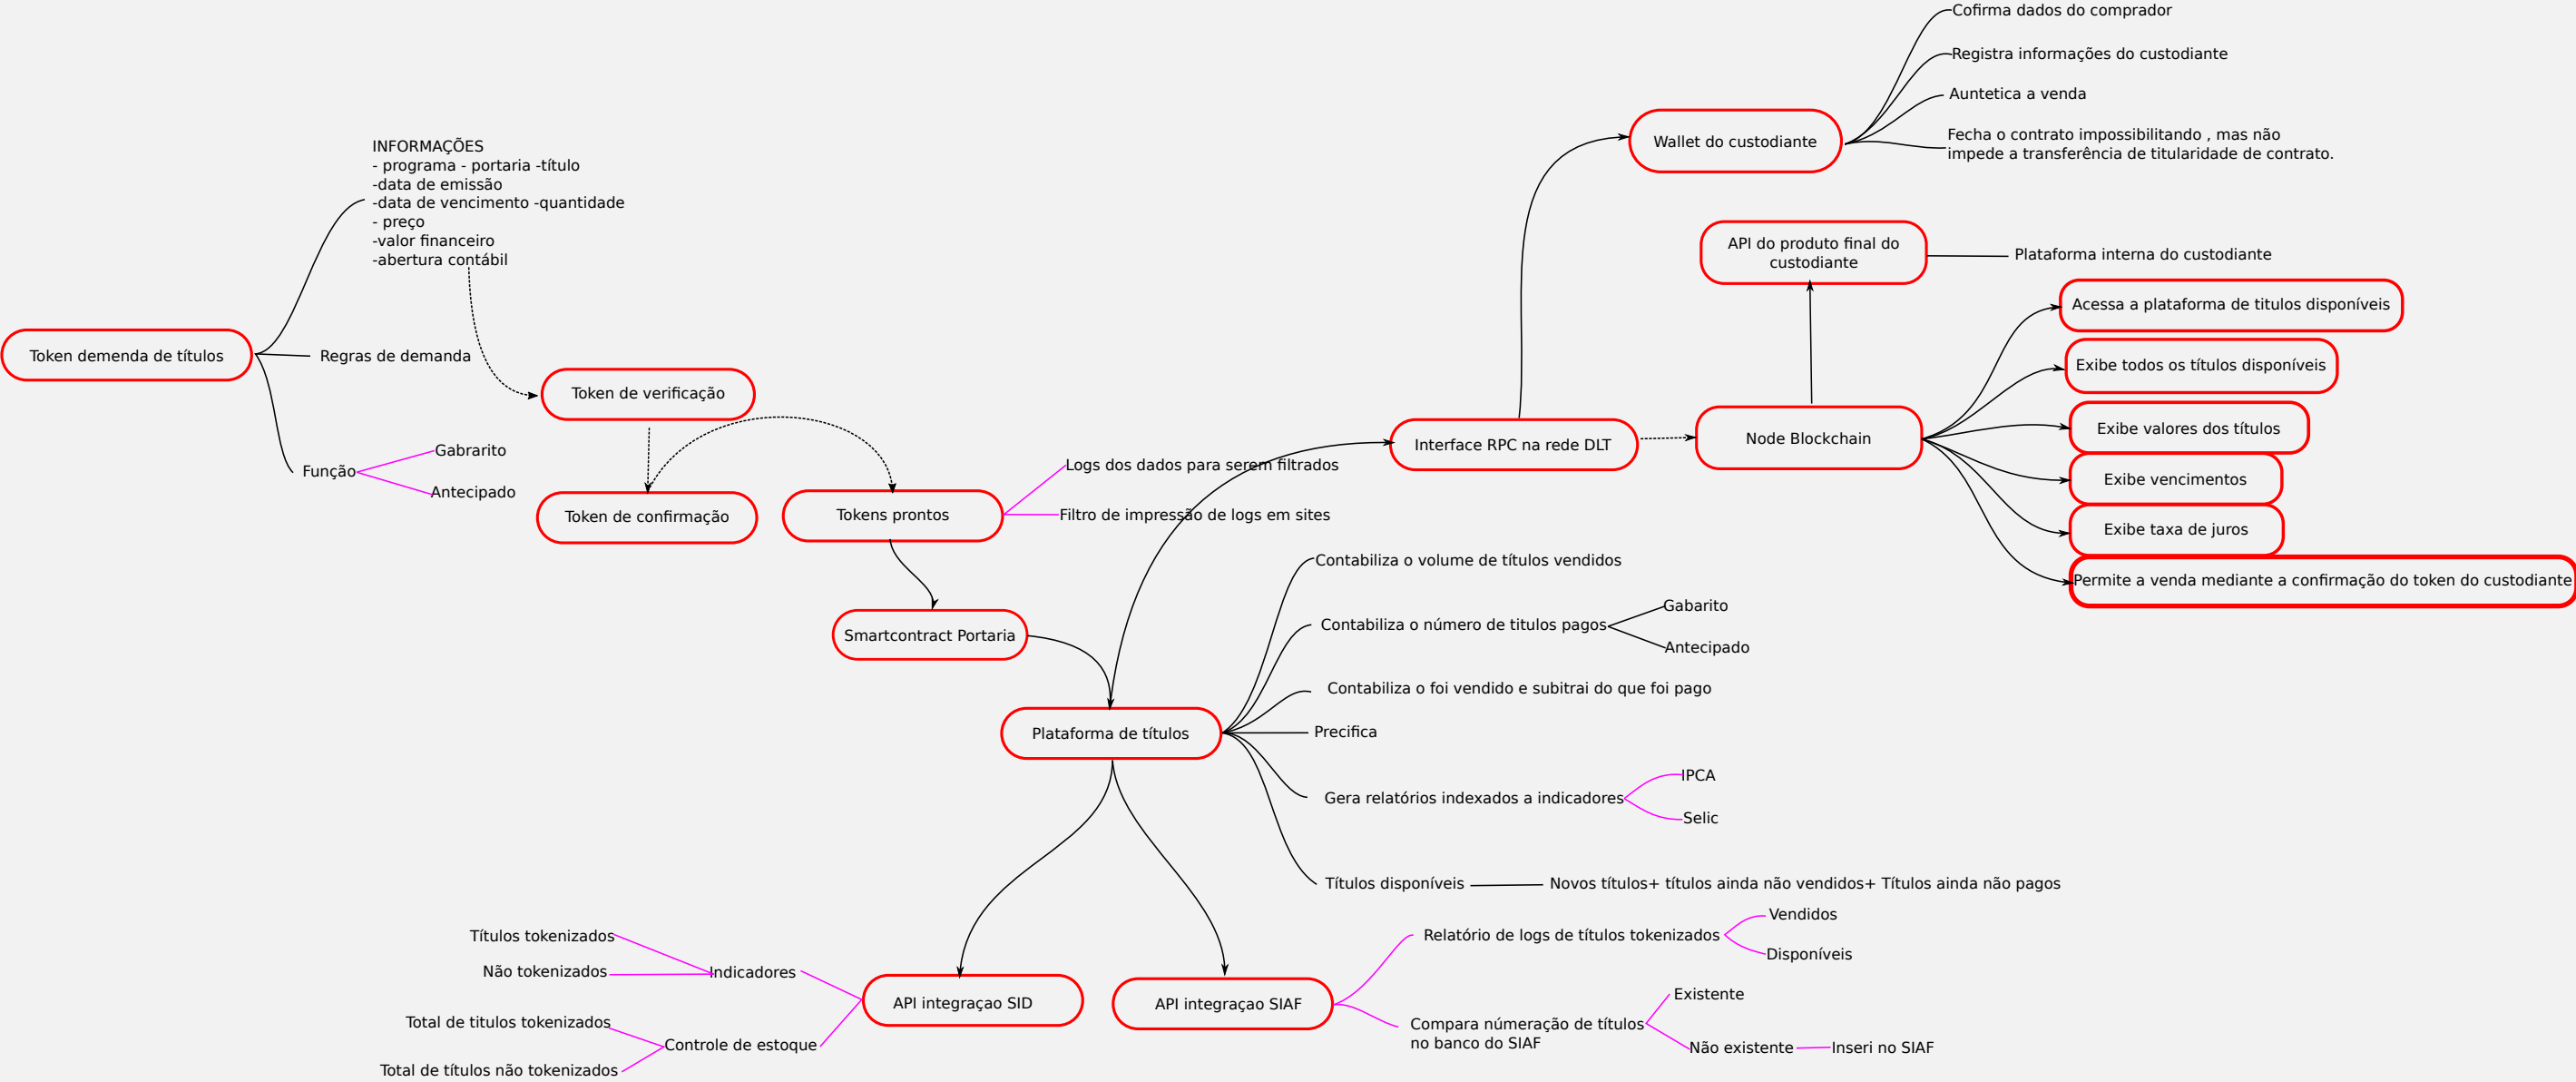 Cofirma dados do comprador
Registra informações do custodiante
Auntetica a venda
Fecha o contrato impossibilitando , mas não
impede a transferência de titularidade de contrato.
Wallet do custodiante
INFORMAÇÕES
- programa - portaria -título
-data de emissão
-data de vencimento -quantidade
- preço
-valor financeiro
-abertura contábil
API do produto final do
custodiante
Plataforma interna do custodiante
Token demenda de títulos
Regras de demanda
Função
Gabrarito
Antecipado
Token de verificação
Token de confirmação
Tokens prontos
Logs dos dados para serem filtrados
Filtro de impressão de logs em sites
Interface RPC na rede DLT
Node Blockchain
Acessa a plataforma de titulos disponíveis
Exibe todos os títulos disponíveis
Exibe valores dos títulos
Exibe vencimentos
Exibe taxa de juros
Permite a venda mediante a confirmação do token do custodiante
Smartcontract Portaria
Plataforma de títulos
Contabiliza o volume de títulos vendidos
Contabiliza o número de titulos pagos
Gabarito
Antecipado
Contabiliza o foi vendido e subitrai do que foi pago
Precifica
Gera relatórios indexados a indicadores
IPCA
Selic
Títulos disponíveis
Novos títulos+ títulos ainda não vendidos+ Títulos ainda não pagos
Títulos tokenizados
Não tokenizados
Indicadores
Total de titulos tokenizados
Controle de estoque
Total de títulos não tokenizados
API integraçao SID
API integraçao SIAF
Relatório de logs de títulos tokenizados
Vendidos
Disponíveis
Compara númeração de títulos
no banco do SIAF
Existente
Não existente
Inseri no SIAF